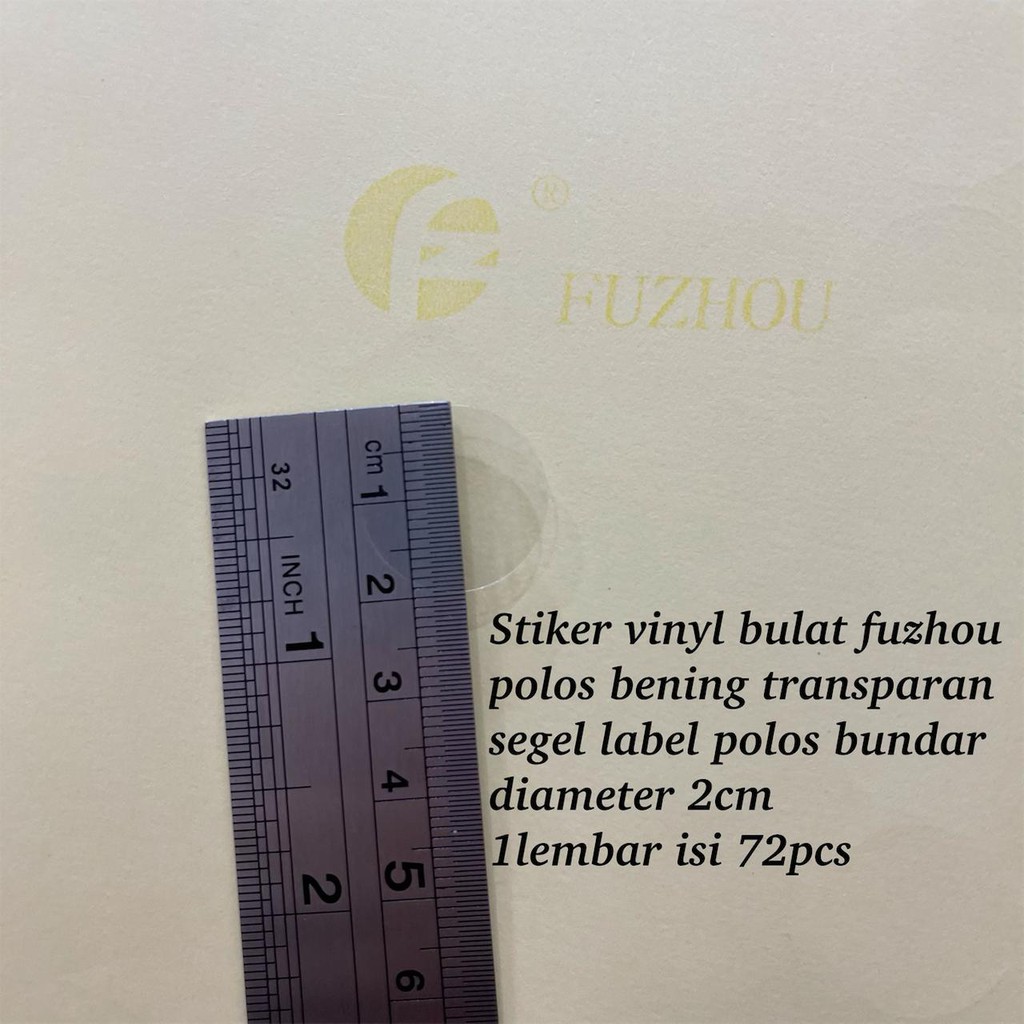 ®
FUZHOU
32
cm
1
INCH
2
1
3
4
5
2
6
Stiker vinyl bulat fuzhou
polos bening transparan
segel label polos bundar
diameter 2cm
1lembar isi 72pcs